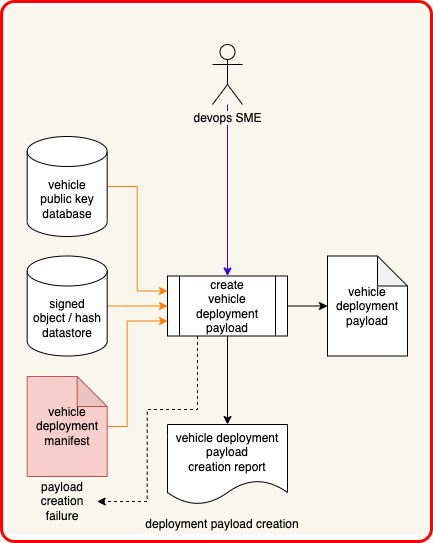 devops SME
vehicle
public key
database
signed
object / hash
datastore
create
vehicle
deployment
payload
vehicle
deployment
payload
vehicle
deployment
manifest
vehicle deployment
payload
creation report
payload
creation
failure
deployment payload creation